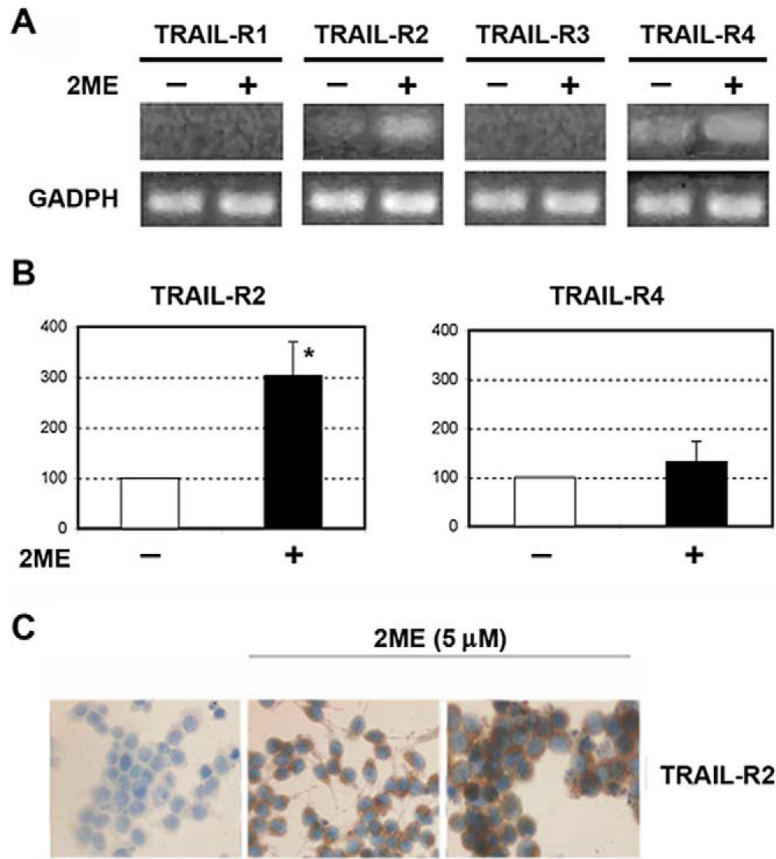 A
TRAIL-R1 TRAIL-R2 TRAIL-R3 TRAIL-R4
2ME − + − + − + − +
GADPH
B
TRAIL-R2 TRAIL-R4
400 400
300 * 300
200 200
100 100
0 0
2ME − + − +
C
2ME (5 µM)
TRAIL-R2